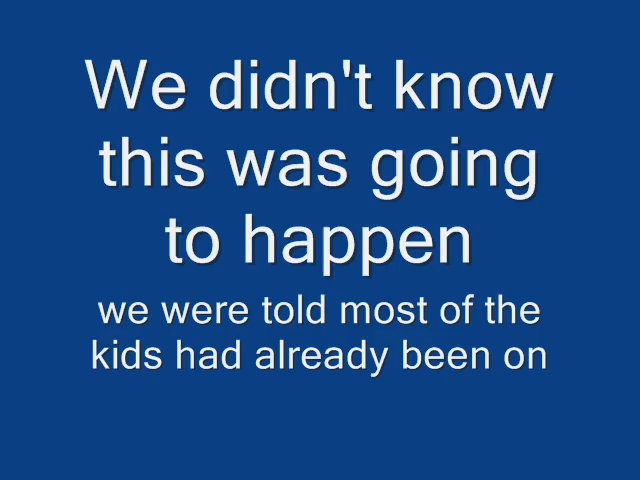 We didn't know
this was going
to happen
we were told most of the
kids had already been on